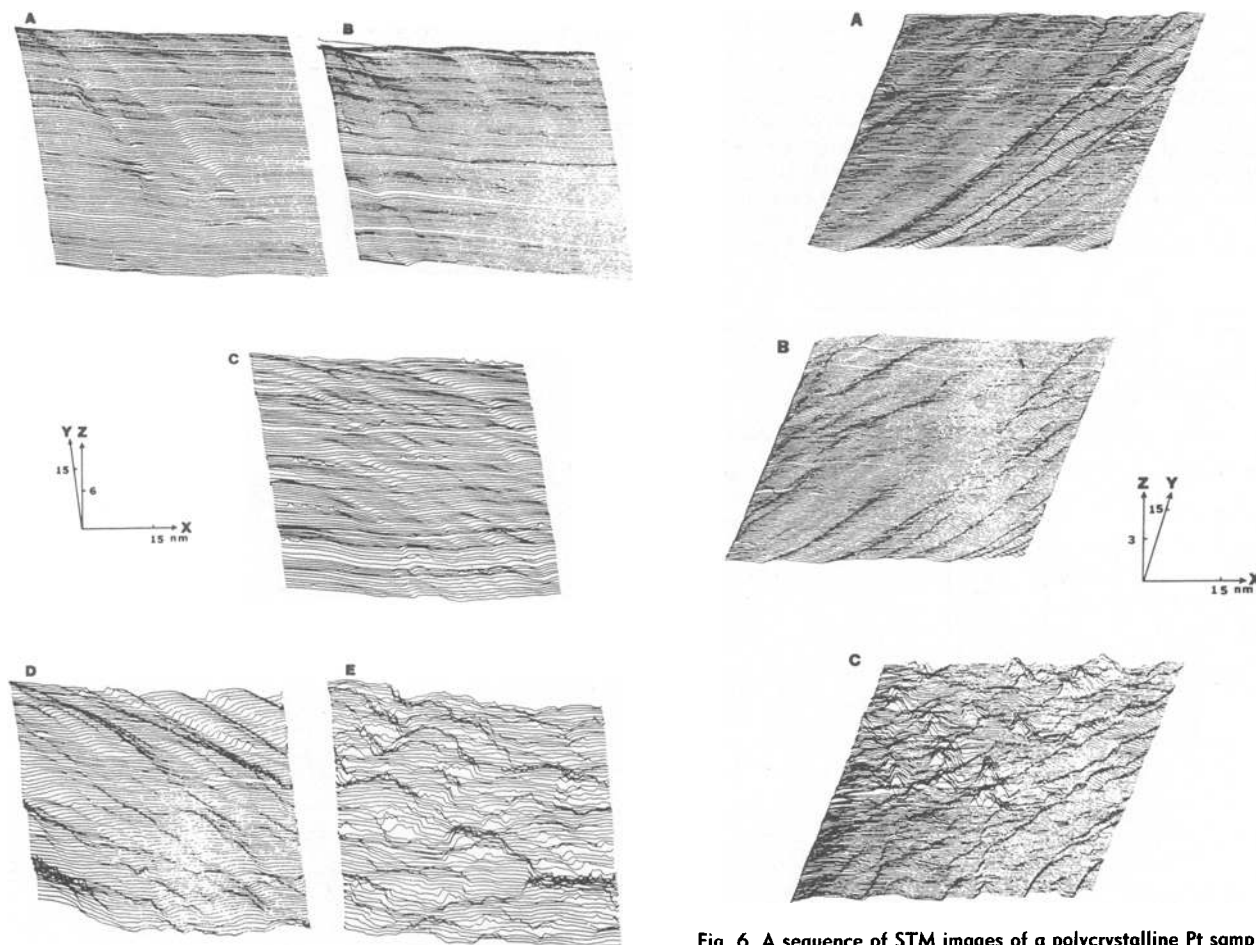 A
B
C
Y Z
15
6
X
15 nm
D
E
A
B
Z Y
15
3
X
15 nm
C
Fig. 6. A sequence of STM images of a polycrystalline Pt samp